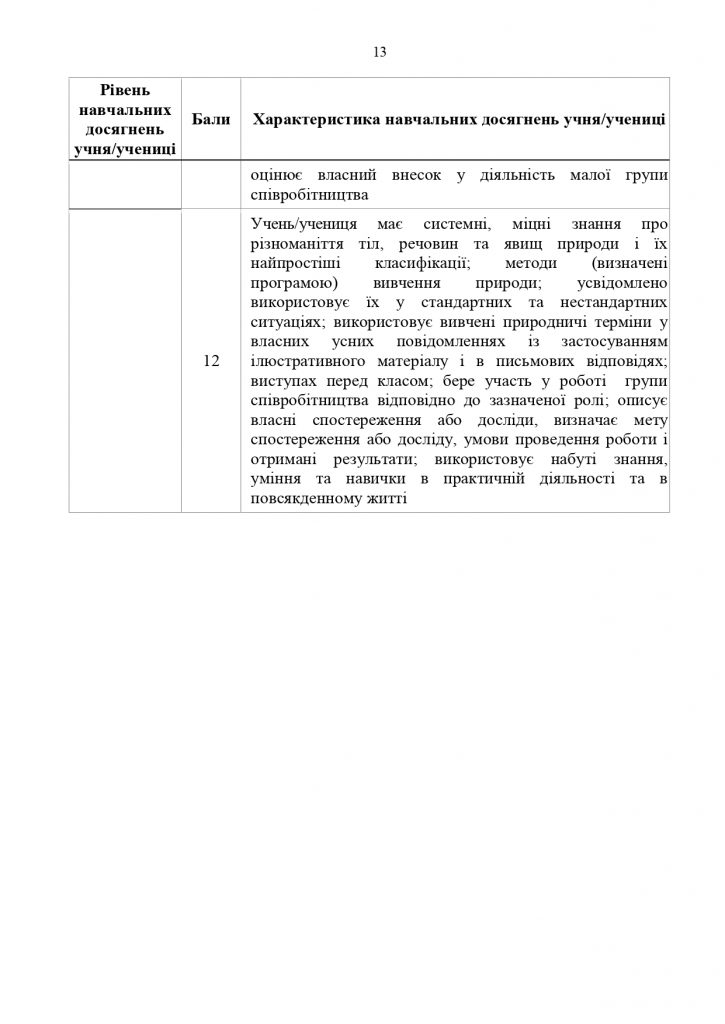 13
Рівень
навчальних
досягнень
учня/учениці
Бали
Характеристика навчальних досягнень учня/учениці
оцінює власний внесок у діяльність малої групи
співробітництва
12
Учень/учениця має системні, міцні знання про
різноманіття тіл, речовин та явищ природи і їх
найпростіші класифікації; методи (визначені
програмою) вивчення природи; усвідомлено
використовує їх у стандартних та нестандартних
ситуаціях; використовує вивчені природничі терміни у
власних усних повідомленнях із застосуванням
ілюстративного матеріалу і в письмових відповідях;
виступах перед класом; бере участь у роботі групи
співробітництва відповідно до зазначеної ролі; описує
власні спостереження або досліди, визначає мету
спостереження або досліду, умови проведення роботи і
отримані результати; використовує набуті знання,
уміння та навички в практичній діяльності та в
повсякденному житті